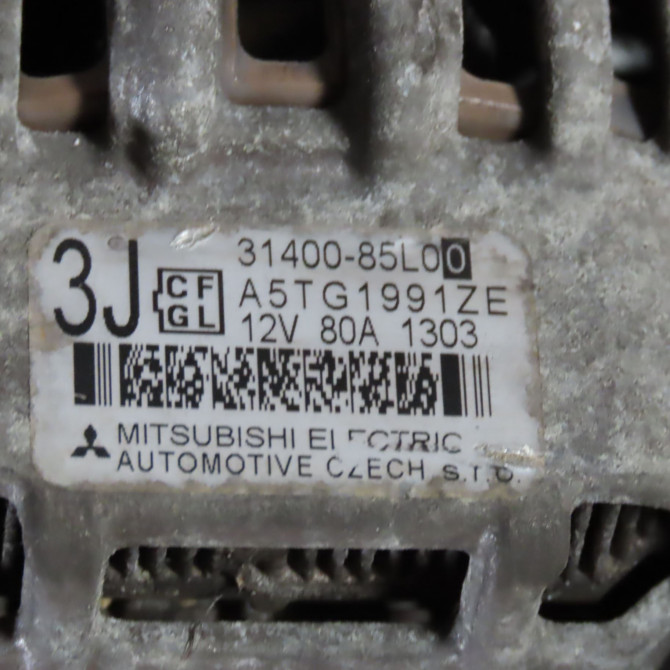 3J
31400-85L00
CF
GL
A5TG1991ZE
12V 80A 1303
MITSUBISHI ELECTRIC
AUTOMOTIVE CZECH s.r.o.